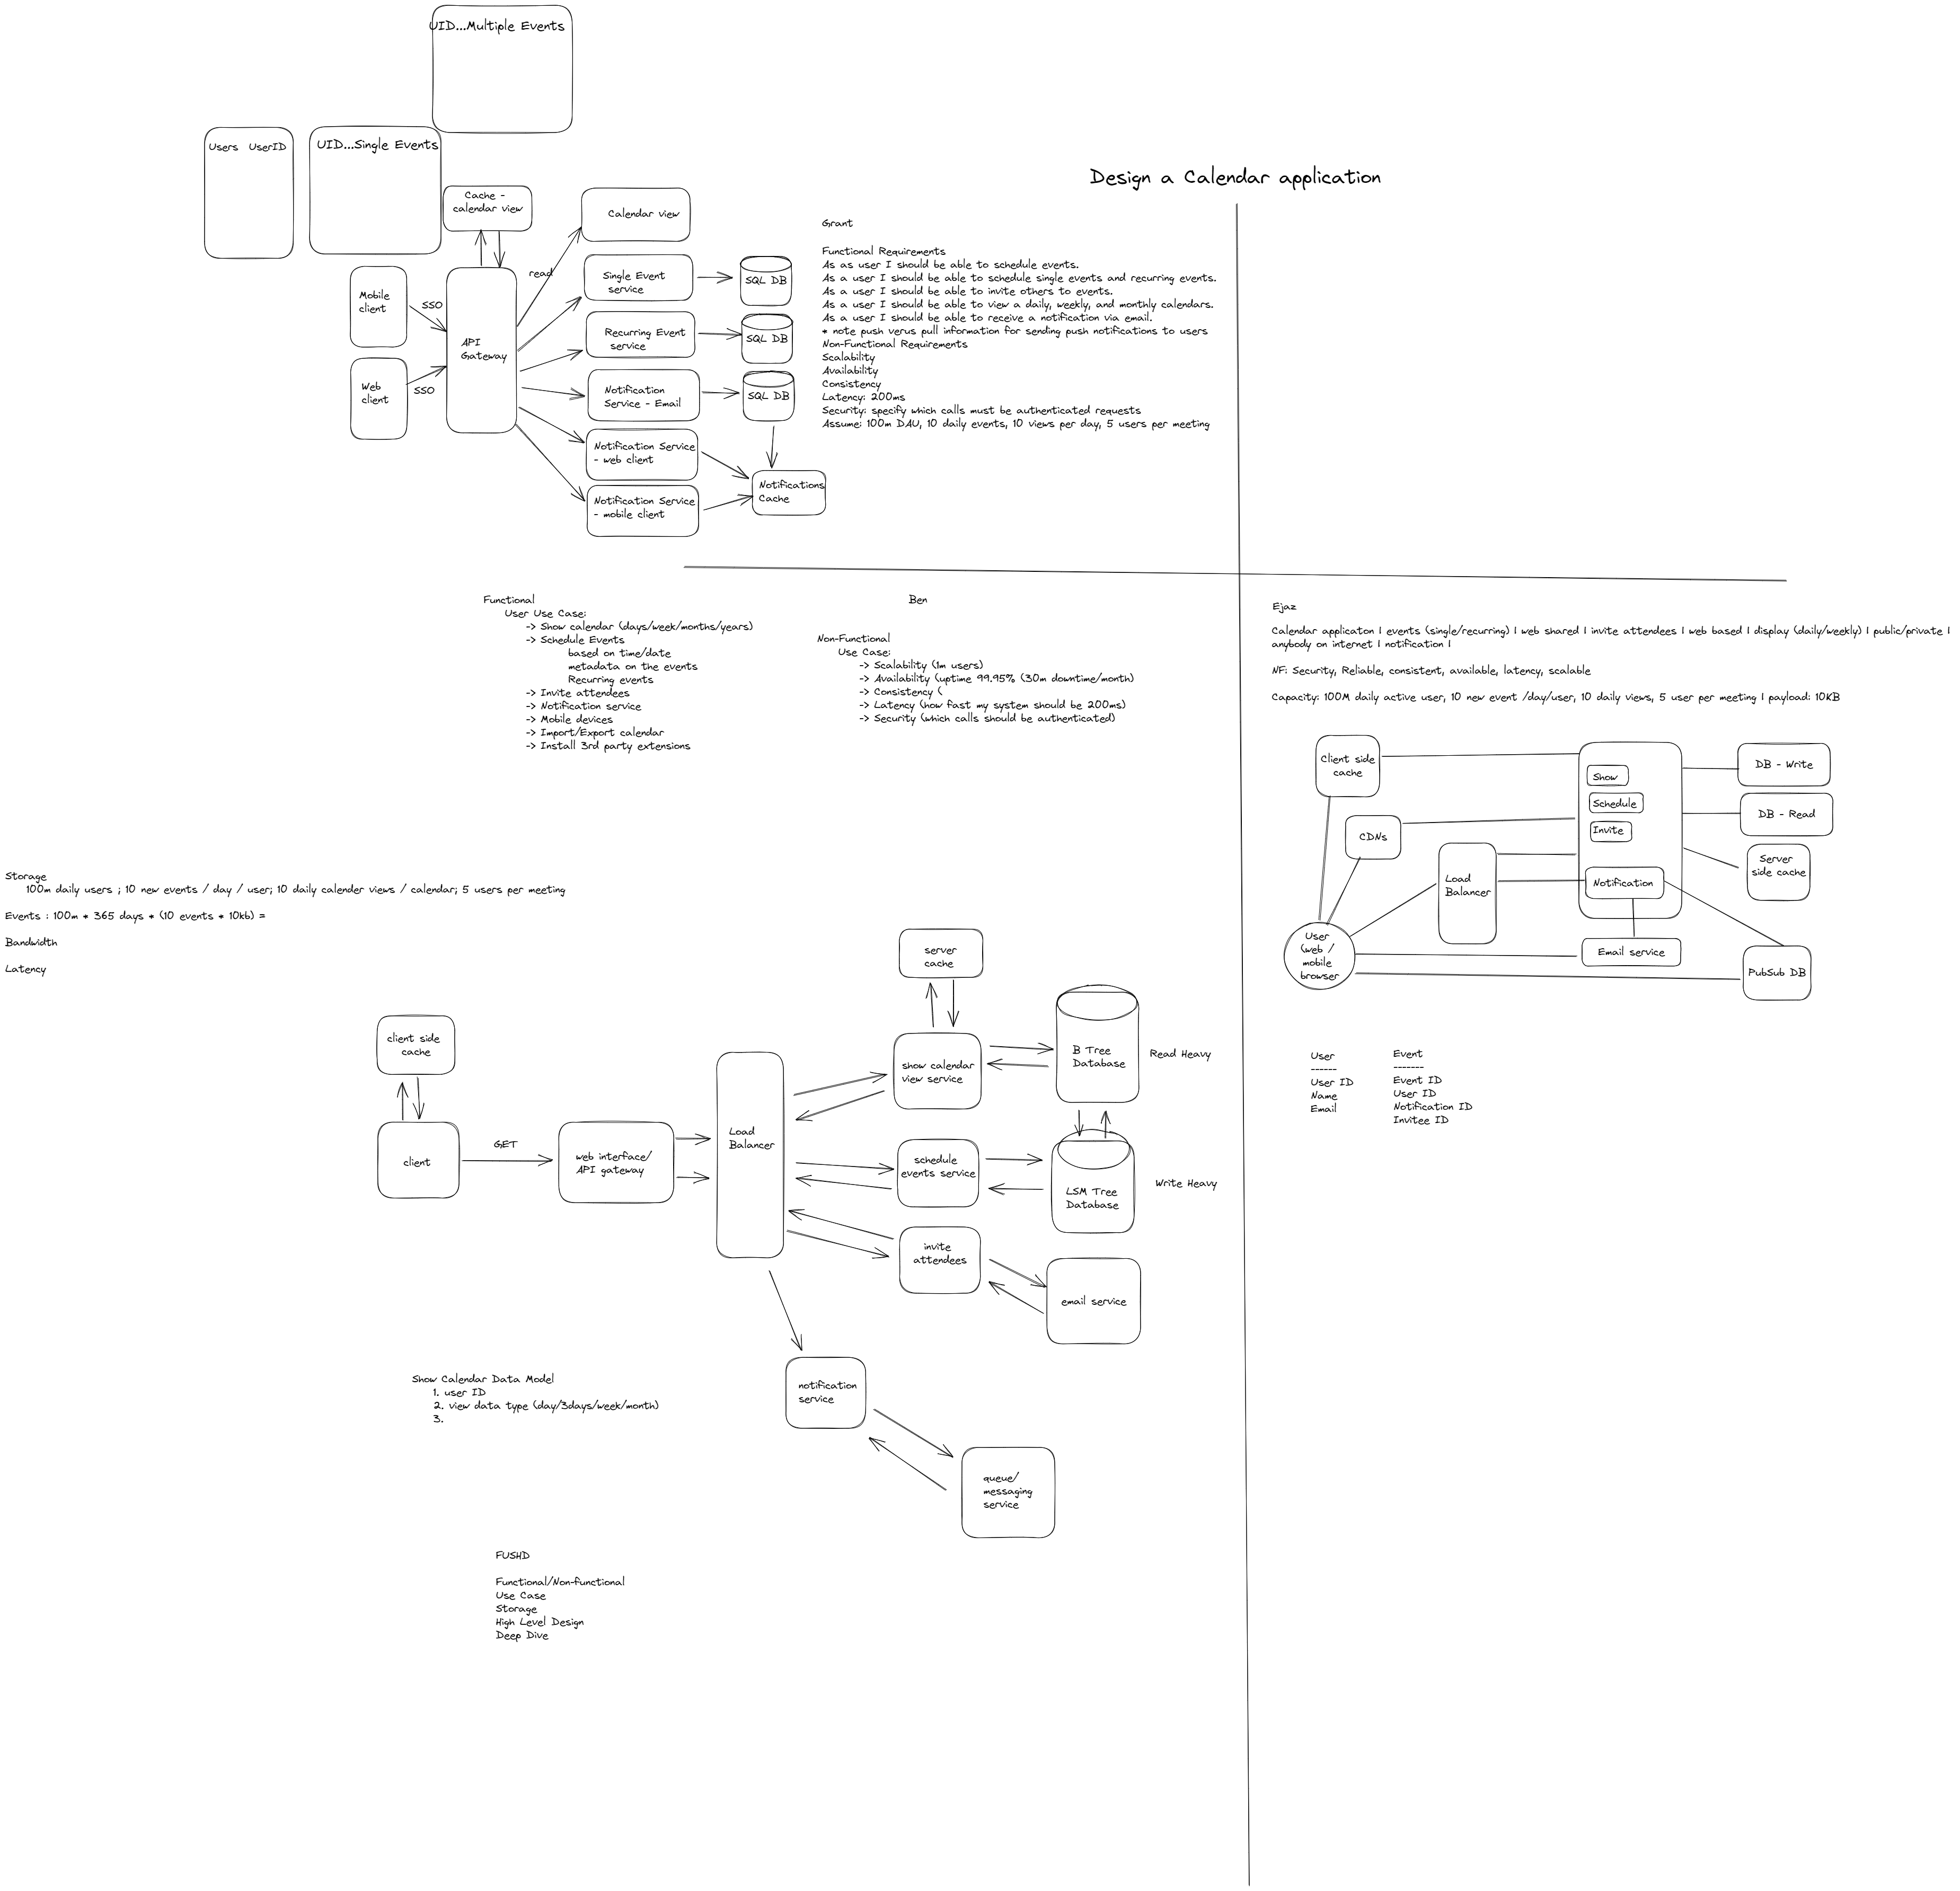 UID...Multiple Events
Users   UserID
UID...Single Events
Cache -
calendar view
Calendar view
read
Single Event
service
SQL DB
Mobile
client
SSO
Recurring Event
service
SQL DB
API
Gateway
Web
client
SSO
Notification
Service - Email
SQL DB
Notification Service
- web client
Notification Service
- mobile client
Notifications
Cache
Design a Calendar application
Grant
Functional Requirements
As as user I should be able to schedule events.
As a user I should be able to schedule single events and recurring events.
As a user I should be able to invite others to events.
As a user I should be able to view a daily, weekly, and monthly calendars.
As a user I should be able to receive a notification via email.
* note push verus pull information for sending push notifications to users
Non-Functional Requirements
Scalability
Availability
Consistency
Latency: 200ms
Security: specify which calls must be authenticated requests
Assume: 100m DAU, 10 daily events, 10 views per day, 5 users per meeting
Functional
User Use Case:
-> Show calendar (days/week/months/years)
-> Schedule Events
based on time/date
metadata on the events
Recurring events
-> Invite attendees
-> Notification service
-> Mobile devices
-> Import/Export calendar
-> Install 3rd party extensions
Ben
Non-Functional
Use Case:
-> Scalability (1m users)
-> Availability (uptime 99.95% (30m downtime/month)
-> Consistency (
-> Latency (how fast my system should be 200ms)
-> Security (which calls should be authenticated)
Ejaz
Calendar applicaton | events (single/recurring) | web shared | invite attendees | web based | display (daily/weekly) | public/private |
anybody on internet | notification |
NF: Security, Reliable, consistent, available, latency, scalable
Capacity: 100M daily active user, 10 new event /day/user, 10 daily views, 5 user per meeting | payload: 10KB
Client side
cache
CDNs
Load
Balancer
User
(web /
mobile
browser
Show
Schedule
Invite
Notification
Email service
DB - Write
DB - Read
Server
side cache
PubSub DB
User
------
User ID
Name
Email
Event
-------
Event ID
User ID
Notification ID
Invitee ID
Storage
100m daily users ; 10 new events / day / user; 10 daily calender views / calendar; 5 users per meeting
Events : 100m * 365 days * (10 events * 10kb) =
Bandwidth
Latency
client side
cache
client
GET
web interface/
API gateway
Load
Balancer
server
cache
show calendar
view service
B Tree
Database
Read Heavy
schedule
events service
LSM Tree
Database
Write Heavy
invite
attendees
email service
notification
service
queue/
messaging
service
Show Calendar Data Model
1. user ID
2. view data type (day/3days/week/month)
3.
FUSHD
Functional/Non-functional
Use Case
Storage
High Level Design
Deep Dive